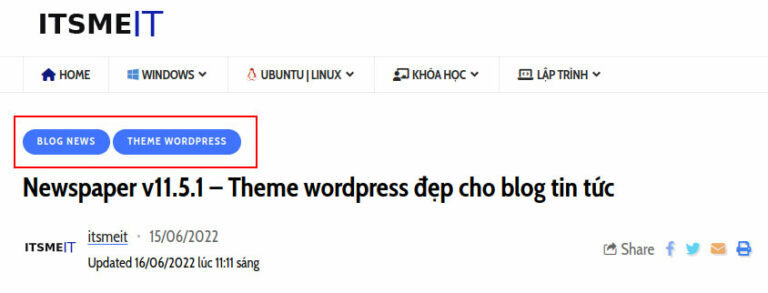 ITSMEIT
HOME WINDOWS UBUNTU | LINUX KHÓA HỌC LẬP TRÌNH
BLOG NEWS THEME WORDPRESS
Newspaper v11.5.1 – Theme wordpress đẹp cho blog tin tức
ITSMEIT itsmeit · 15/06/2022 Share
Updated 16/06/2022 lúc 11:11 sáng